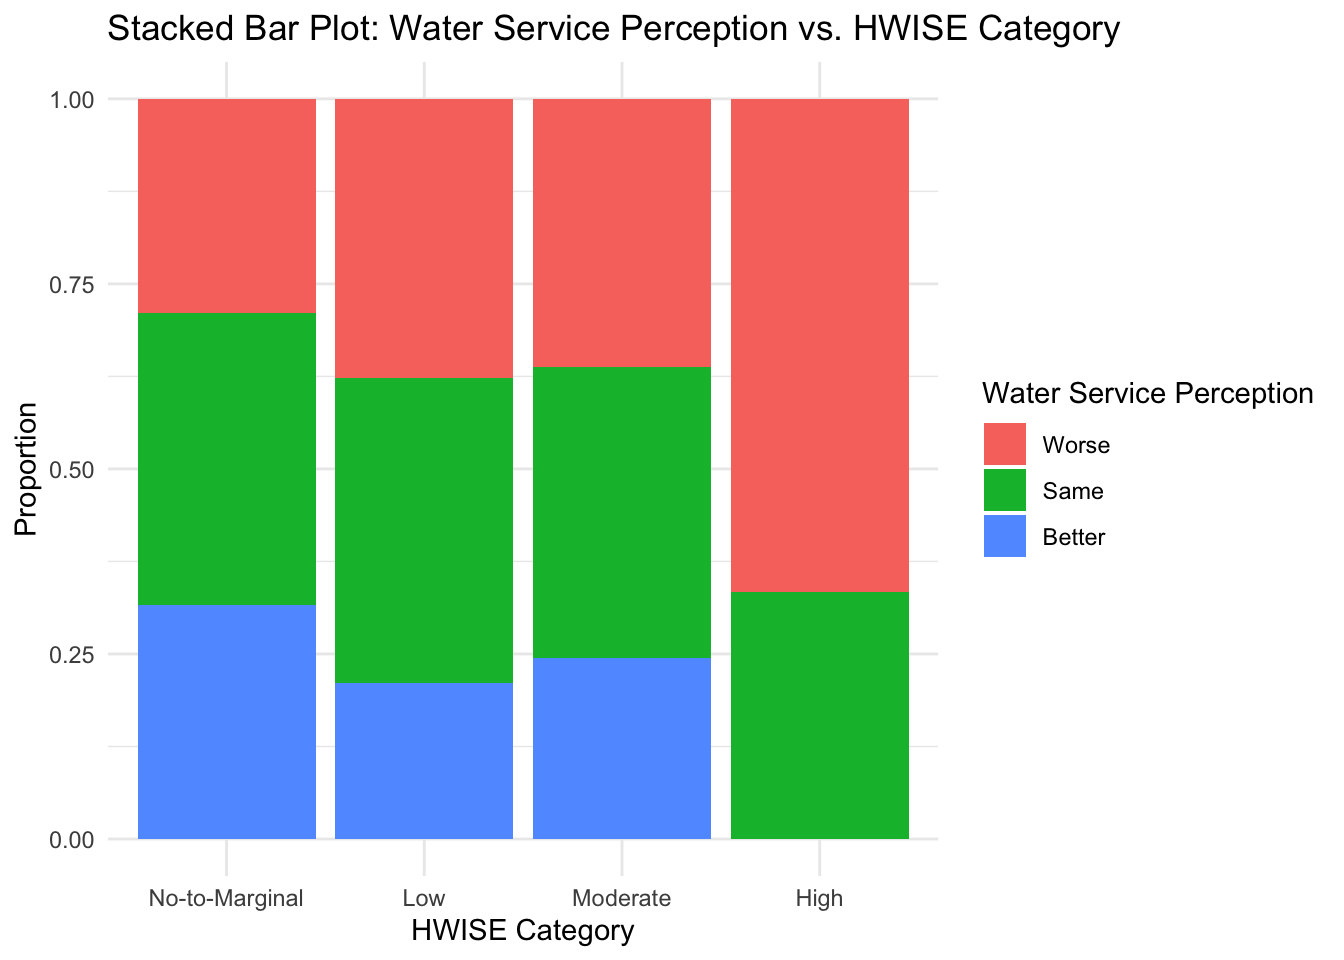 Stacked Bar Plot: Water Service Perception vs. HWISE Category
1.00
0.75
0.50
0.25
0.00
Proportion
No-to-Marginal
Low
Moderate
High
HWISE Category
Water Service Perception
Worse
Same
Better